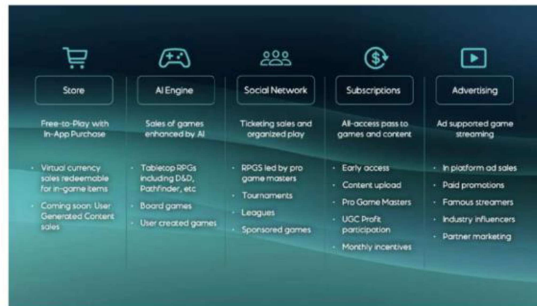 Store
AI Engine
Social Network
Subscriptions
Advertising
Free-to-Play with
In-App Purchase
Sales of games
enhanced by AI
Ticketing sales and
organized play
All-access pass to
games and content
Ad supported game
streaming
• Virtual currency
sales redeemable
for in-game items
• Coming soon: User
Generated Content
sales
• Tabletop RPGs
including D&D,
Pathfinder, etc
• Board games
• User created games
• RPGS led by pro
game masters
• Tournaments
• Leagues
• Sponsored games
• Early access
• Content upload
• Pro Game Masters
• UGC Profit
participation
• Monthly incentives
• In platform ad sales
• Paid promotions
• Famous streamers
• Industry influencers
• Partner marketing